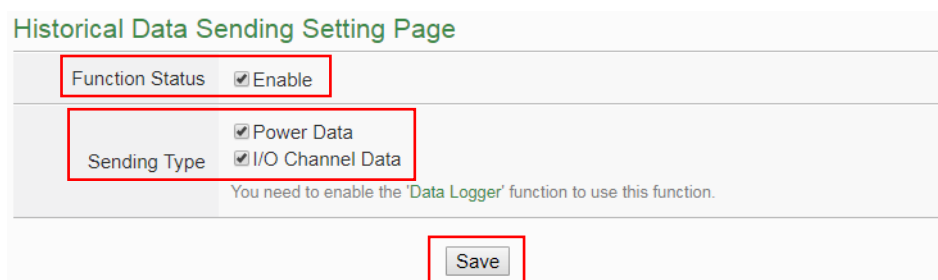 Historical Data Sending Setting Page
Function Status Enable
Power Data
Sending Type I/O Channel Data
You need to enable the 'Data Logger' function to use this function.
Save